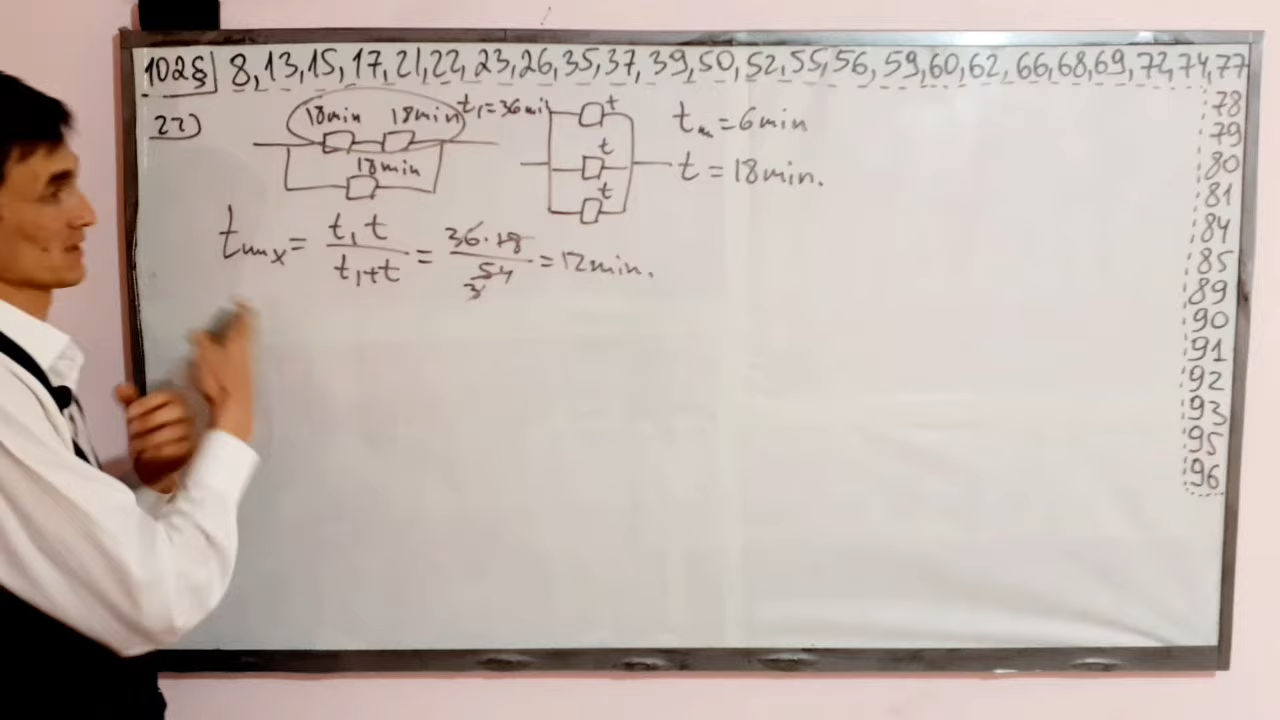 102§ 8, 13, 15, 17, 21, 22, 23, 26, 35, 37, 39, 50, 52, 55, 56, 59, 60, 62, 66, 68, 69, 72, 74, 77
78
79
80
81
84
85
89
90
91
92
93
95
96
22)
18min 18min t₁=36min
18min
t
t
t
t = 6min
t = 18min.
= t₁t / t₁+t = 36·18 / 54 = 12min.
3